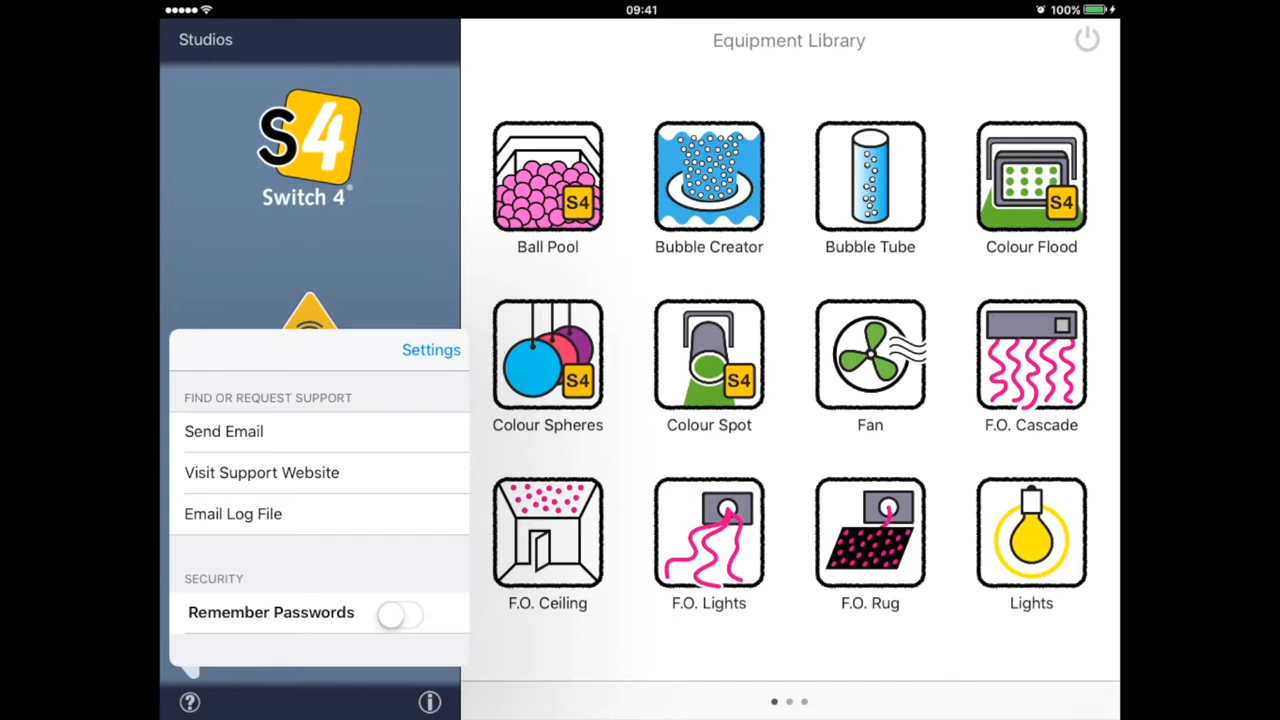 09:41
100%
Studios
Equipment Library
S4
Switch 4®
Settings
FIND OR REQUEST SUPPORT
Send Email
Visit Support Website
Email Log File
SECURITY
Remember Passwords
?
i
S4
S4
Ball Pool
Bubble Creator
Bubble Tube
Colour Flood
S4
S4
Colour Spheres
Colour Spot
Fan
F.O. Cascade
F.O. Ceiling
F.O. Lights
F.O. Rug
Lights